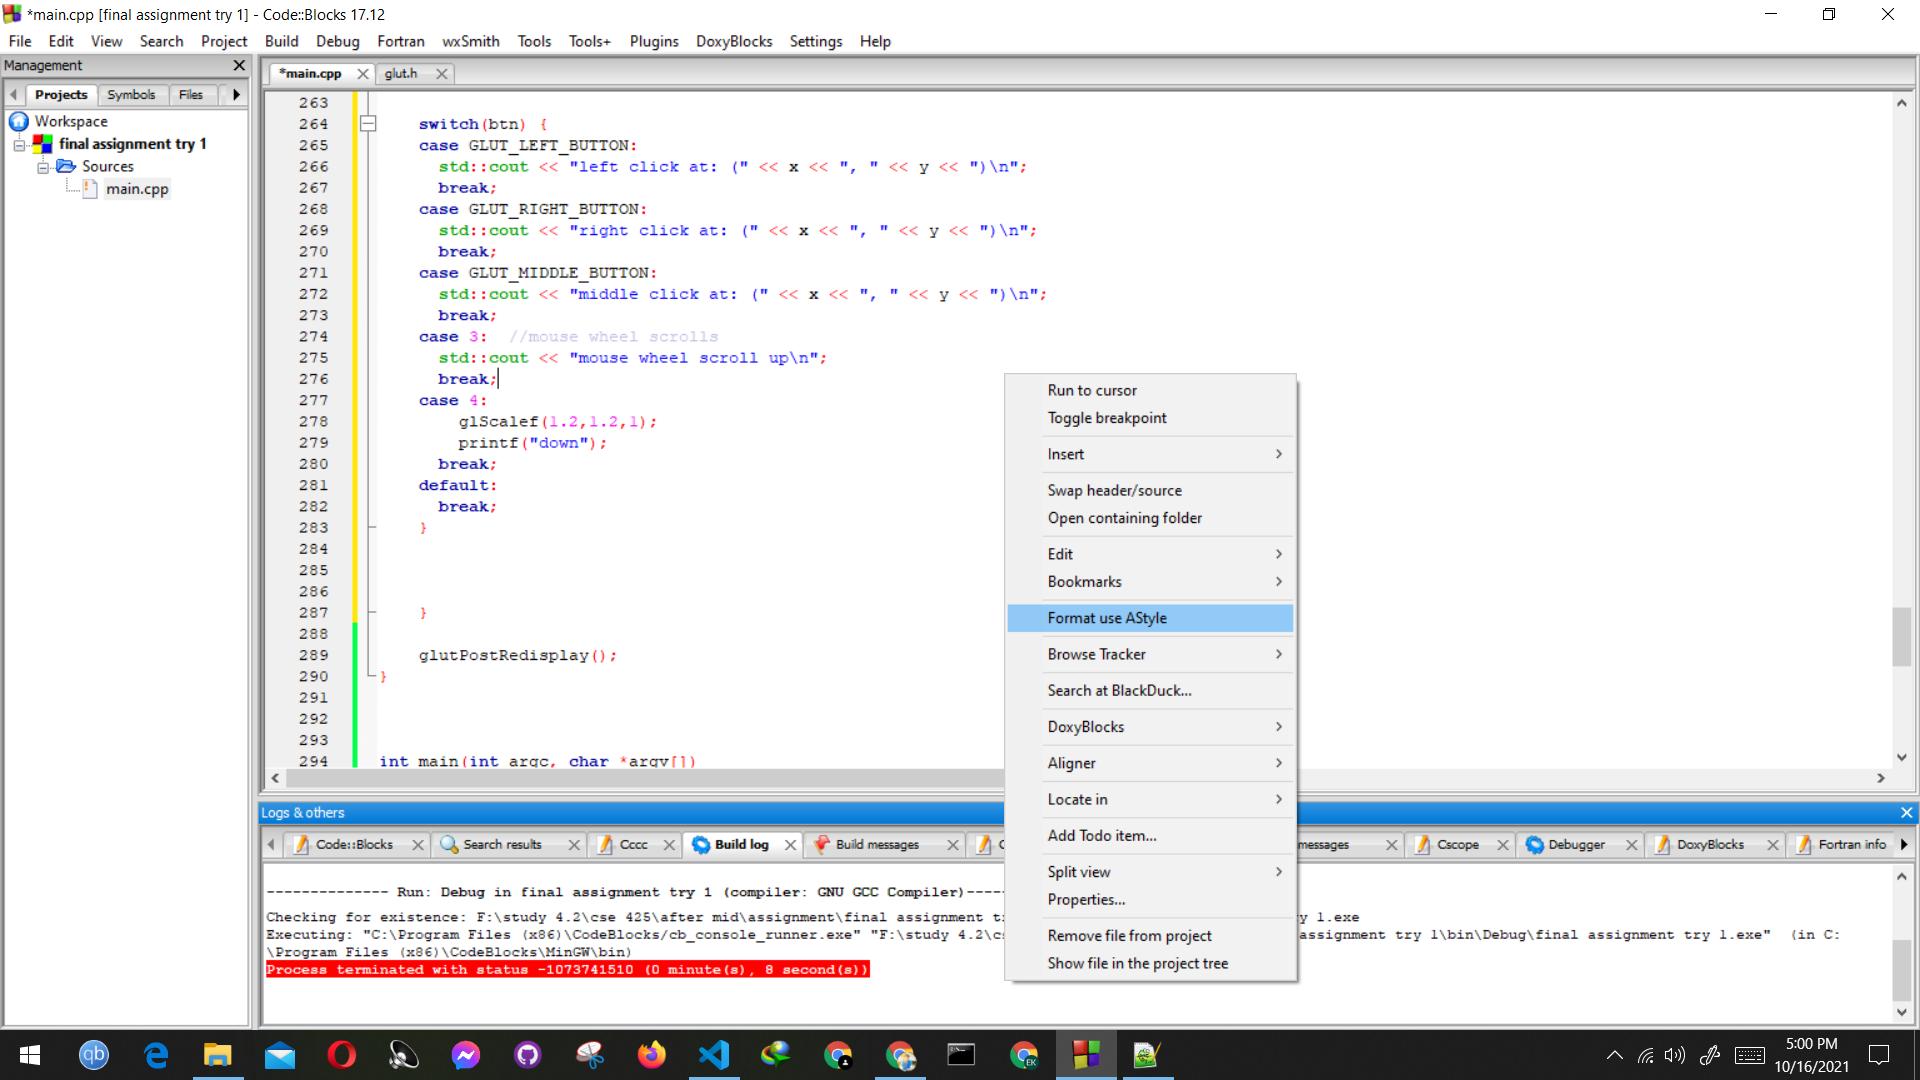 *main.cpp [final assignment try 1] - Code::Blocks 17.12
File Edit View Search Project Build Debug Fortran wxSmith Tools Tools+ Plugins DoxyBlocks Settings Help
Management
Projects Symbols Files
Workspace
final assignment try 1
Sources
main.cpp
*main.cpp glut.h
263
264 switch(btn) {
265 case GLUT_LEFT_BUTTON:
266 std::cout << "left click at: (" << x << ", " << y << ")\n";
267 break;
268 case GLUT_RIGHT_BUTTON:
269 std::cout << "right click at: (" << x << ", " << y << ")\n";
270 break;
271 case GLUT_MIDDLE_BUTTON:
272 std::cout << "middle click at: (" << x << ", " << y << ")\n";
273 break;
274 case 3: //mouse wheel scrolls
275 std::cout << "mouse wheel scroll up\n";
276 break;
277 case 4:
278 glScalef(1.2,1.2,1);
279 printf("down");
280 break;
281 default:
282 break;
283 }
284
285
286
287 }
288
289 glutPostRedisplay();
290 }
291
292
293
294 int main(int argc, char *argv[])
Run to cursor
Toggle breakpoint
Insert
Swap header/source
Open containing folder
Edit
Bookmarks
Format use AStyle
Browse Tracker
Search at BlackDuck...
DoxyBlocks
Aligner
Locate in
Add Todo item...
Split view
Properties...
Remove file from project
Show file in the project tree
Logs & others
Code::Blocks Search results Cccc Build log Build messages C messages Cscope Debugger DoxyBlocks Fortran info
-------------- Run: Debug in final assignment try 1 (compiler: GNU GCC Compiler)----
Checking for existence: F:\study 4.2\cse 425\after mid\assignment\final assignment t y 1.exe
Executing: "C:\Program Files (x86)\CodeBlocks/cb_console_runner.exe" "F:\study 4.2\cs assignment try 1\bin\Debug\final assignment try 1.exe" (in C:
\Program Files (x86)\CodeBlocks\MinGW\bin)
Process terminated with status -1073741510 (0 minute(s), 8 second(s))
qb
EK
5:00 PM
10/16/2021